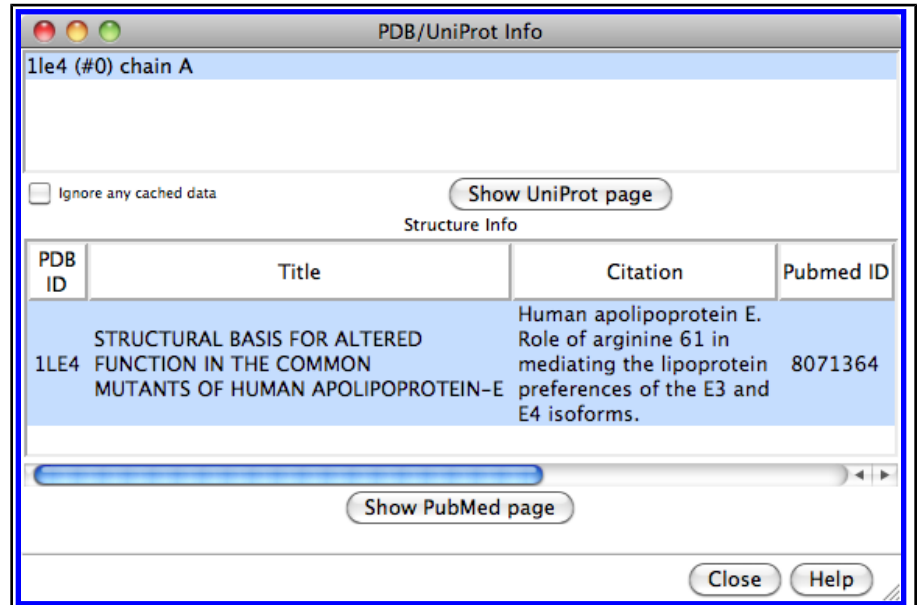 PDB/UniProt Info
1le4 (#0) chain A
Ignore any cached data
Show UniProt page
Structure Info
PDB
ID
Title
Citation
Pubmed ID
1LE4
STRUCTURAL BASIS FOR ALTERED
FUNCTION IN THE COMMON
MUTANTS OF HUMAN APOLIPOPROTEIN-E
Human apolipoprotein E.
Role of arginine 61 in
mediating the lipoprotein
preferences of the E3 and
E4 isoforms.
8071364
Show PubMed page
Close
Help